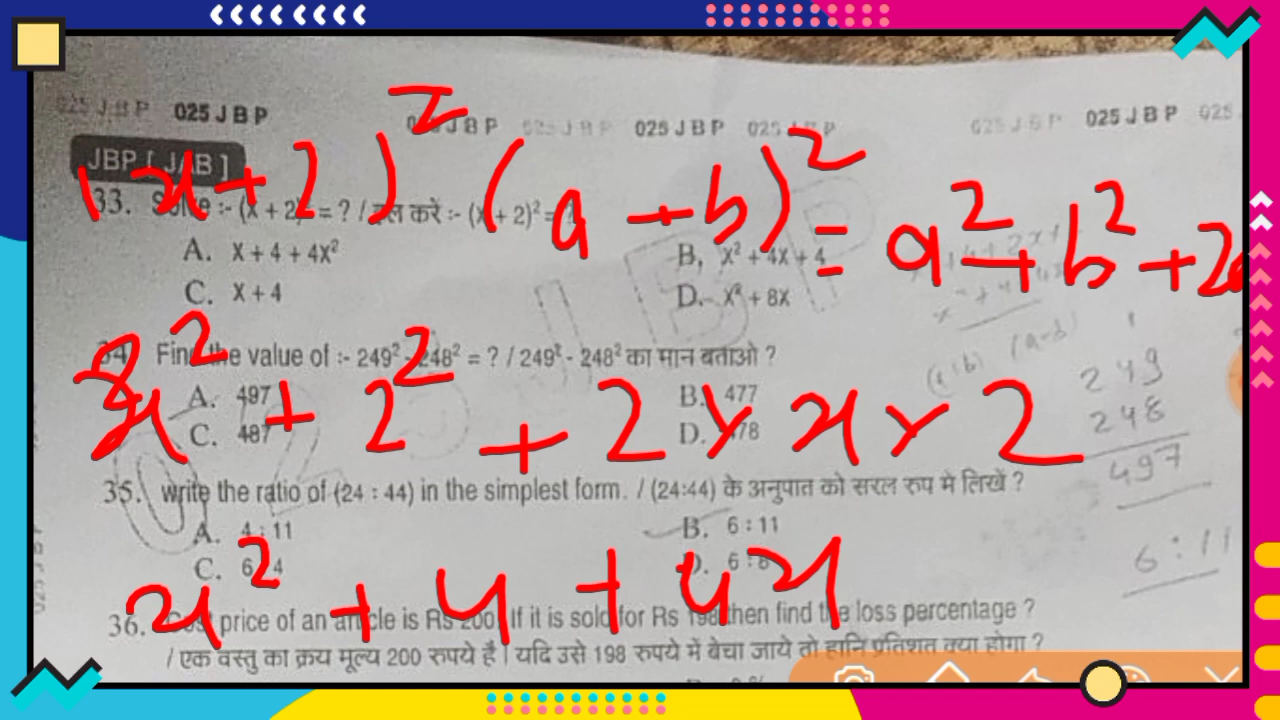 025 J B P 025 J B P J B P 025 J B P 025 J B P 025 J B P 025 J B P 025 J B P 025
JBP [ JAB ]
(x+2)² (a+b)² = a²+b²+2
33. Solve :- (x + 2)² = ? / हल करे :- (x + 2)² = ?
A. X + 4 + 4X² B. X² + 4X + 4
C. X + 4 D. X² + 8X
34. Find the value of :- 249² - 248² = ? / 249² - 248² का मान बताओ ?
249
A. 497 B. 477
248
x² + 2² + 2 × x × 2
C. 487 D. 478
497
35. write the ratio of (24 : 44) in the simplest form. / (24:44) के अनुपात को सरल रुप मे लिखें ?
A. 4 : 11 B. 6 : 11
6 : 11
C. 6 4 D. 6 : 8
x² + 4 + 4x
36. Cost price of an article is Rs 200. If it is sold for Rs 198 then find the loss percentage ?
/ एक वस्तु का क्रय मूल्य 200 रुपये है । यदि उसे 198 रुपये में बेचा जाये तो हानि प्रतिशत क्या होगा ?